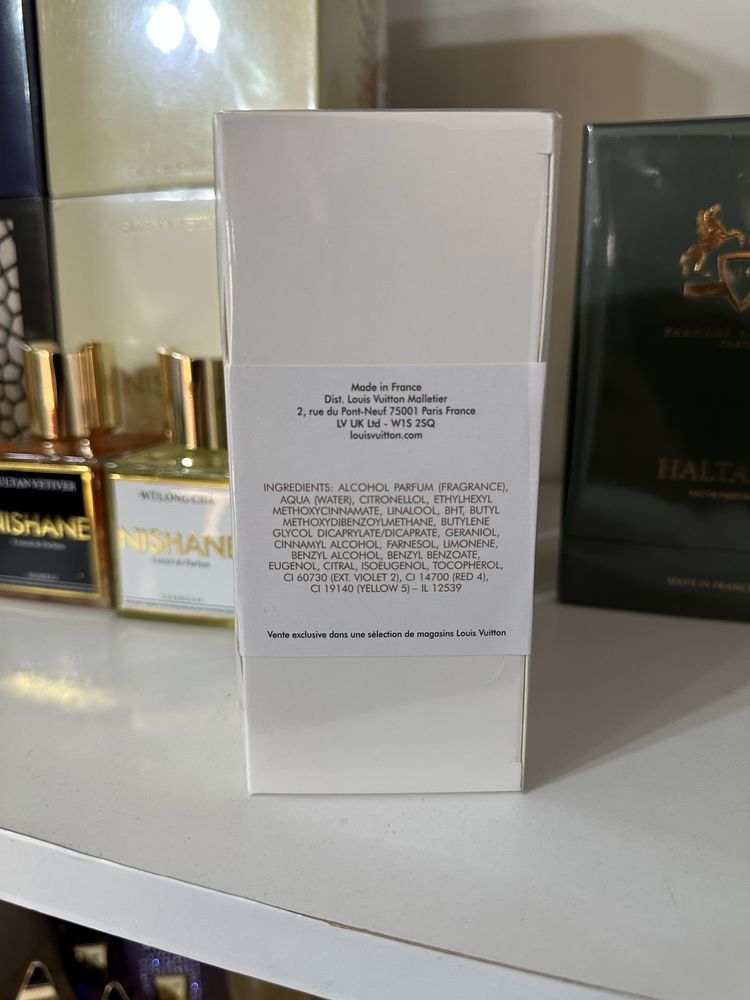 Made in France
Dist. Louis Vuitton Malletier
2, rue du Pont-Neuf 75001 Paris France
LV UK Ltd - W1S 2SQ
louisvuitton.com
INGREDIENTS: ALCOHOL PARFUM (FRAGRANCE),
AQUA (WATER), CITRONELLOL, ETHYLHEXYL
METHOXYCINNAMATE, LINALOOL, BHT, BUTYL
METHOXYDIBENZOYLMETHANE, BUTYLENE
GLYCOL DICAPRYLATE/DICAPRATE, GERANIOL,
CINNAMYL ALCOHOL, FARNESOL, LIMONENE,
BENZYL ALCOHOL, BENZYL BENZOATE,
EUGENOL, CITRAL, ISOEUGENOL, TOCOPHEROL,
CI 60730 (EXT. VIOLET 2), CI 14700 (RED 4),
CI 19140 (YELLOW 5) – IL 12539
Vente exclusive dans une sélection de magasins Louis Vuitton
ULTAN VETIVER
NISHANE
WŪLÓNG CHÁ
NISHANE
HALTA
MADE IN FRANCE